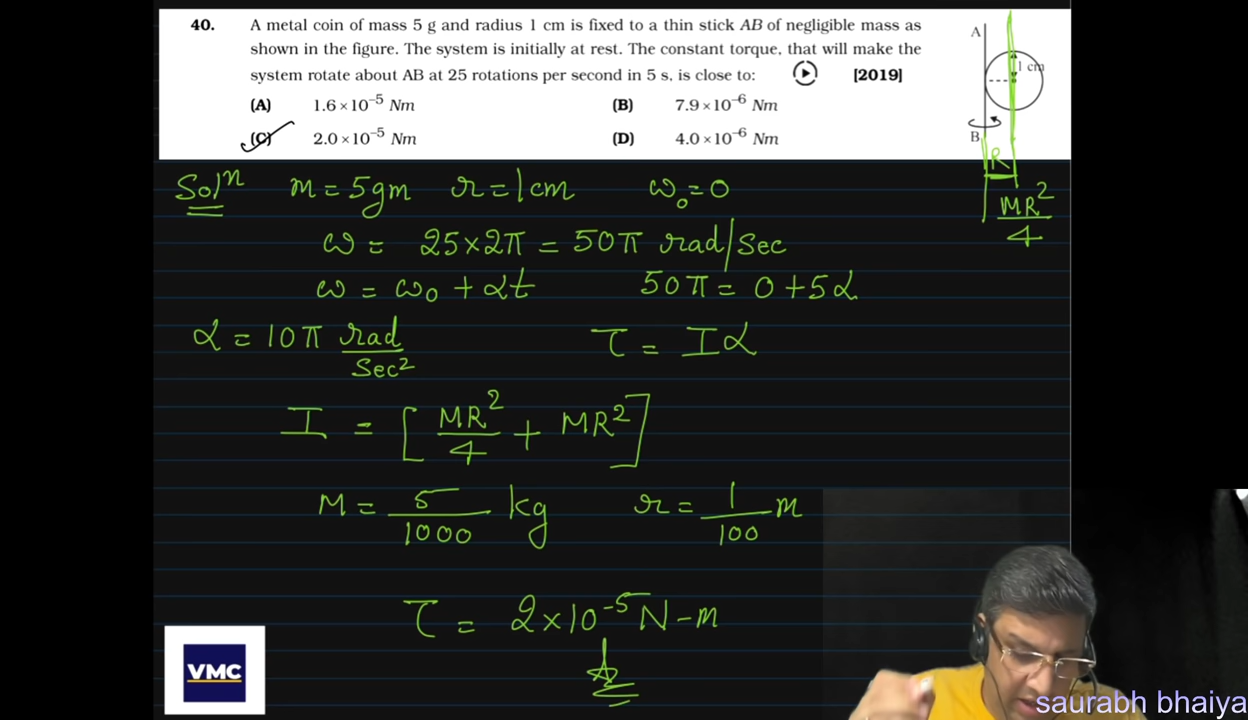 40. A metal coin of mass 5 g and radius 1 cm is fixed to a thin stick AB of negligible mass as
shown in the figure. The system is initially at rest. The constant torque, that will make the
system rotate about AB at 25 rotations per second in 5 s, is close to: [2019]
(A) 1.6 × 10⁻⁵ Nm (B) 7.9 × 10⁻⁶ Nm
(C) 2.0 × 10⁻⁵ Nm (D) 4.0 × 10⁻⁶ Nm
A
1 cm
B
R
MR²/4
Solⁿ m = 5gm r = 1 cm ω₀ = 0
ω = 25 × 2π = 50π rad/Sec
ω = ω₀ + αt 50π = 0 + 5α
α = 10π rad/Sec² τ = Iα
I = [MR²/4 + MR²]
M = 5/1000 kg r = 1/100 m
τ = 2 × 10⁻⁵ N-m
VMC
saurabh bhaiya